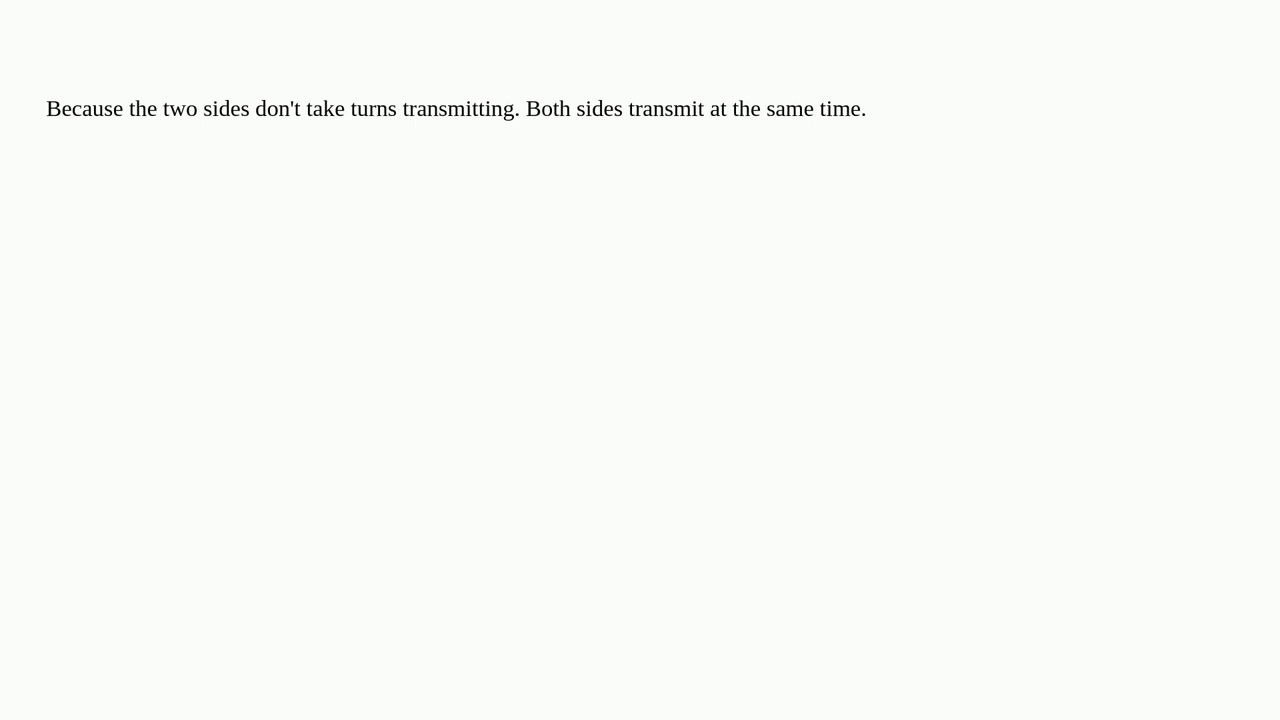 Because the two sides don't take turns transmitting. Both sides transmit at the same time.